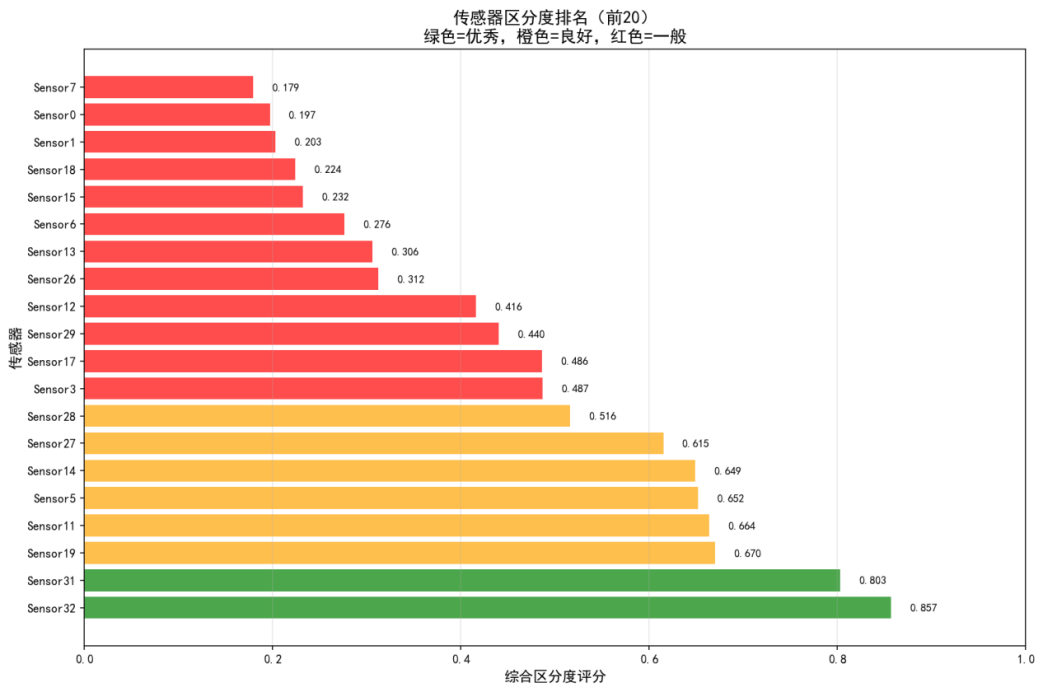 传感器区分度排名（前20）
绿色=优秀，橙色=良好，红色=一般
传感器
Sensor7 0.179
Sensor0 0.197
Sensor1 0.203
Sensor18 0.224
Sensor15 0.232
Sensor6 0.276
Sensor13 0.306
Sensor26 0.312
Sensor12 0.416
Sensor29 0.440
Sensor17 0.486
Sensor3 0.487
Sensor28 0.516
Sensor27 0.615
Sensor14 0.649
Sensor5 0.652
Sensor11 0.664
Sensor19 0.670
Sensor31 0.803
Sensor32 0.857
0.0 0.2 0.4 0.6 0.8 1.0
综合区分度评分